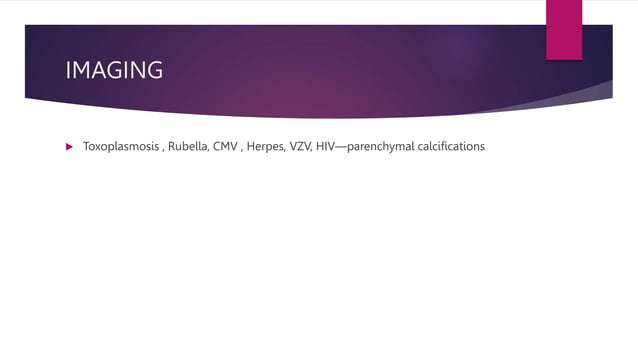 IMAGING
Toxoplasmosis , Rubella, CMV , Herpes, VZV, HIV—parenchymal calcifications